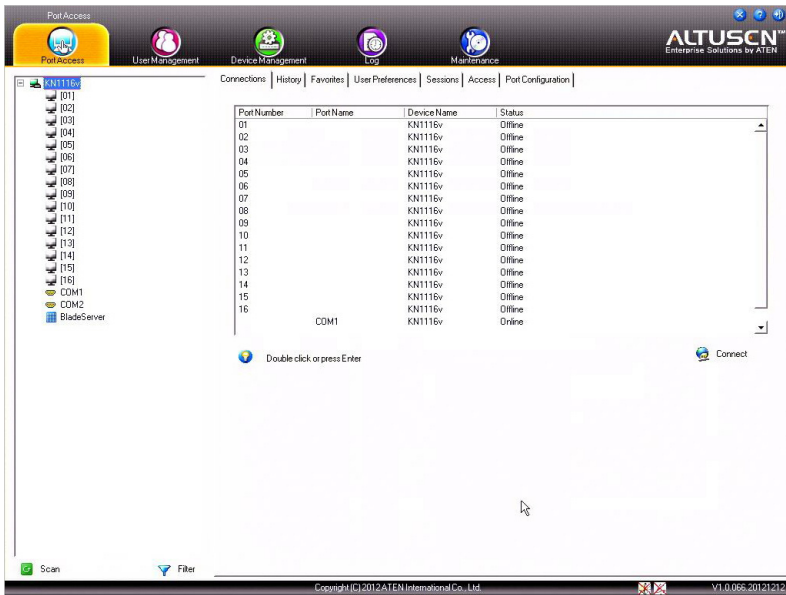 Port Access
Port Access
User Management
Device Management
Log
Maintenance
ALTUSCN™
Enterprise Solutions by ATEN
KN1116v
[01]
[02]
[03]
[04]
[05]
[06]
[07]
[08]
[09]
[10]
[11]
[12]
[13]
[14]
[15]
[16]
COM1
COM2
BladeServer
Scan
Filter
Connections | History | Favorites | User Preferences | Sessions | Access | Port Configuration
Port Number Port Name Device Name Status
01 KN1116v Offline
02 KN1116v Offline
03 KN1116v Offline
04 KN1116v Offline
05 KN1116v Offline
06 KN1116v Offline
07 KN1116v Offline
08 KN1116v Offline
09 KN1116v Offline
10 KN1116v Offline
11 KN1116v Offline
12 KN1116v Offline
13 KN1116v Offline
14 KN1116v Offline
15 KN1116v Offline
16 KN1116v Offline
COM1 KN1116v Online
Double click or press Enter
Connect
Copyright (C) 2012 ATEN International Co., Ltd.
V1.0.066.20121212